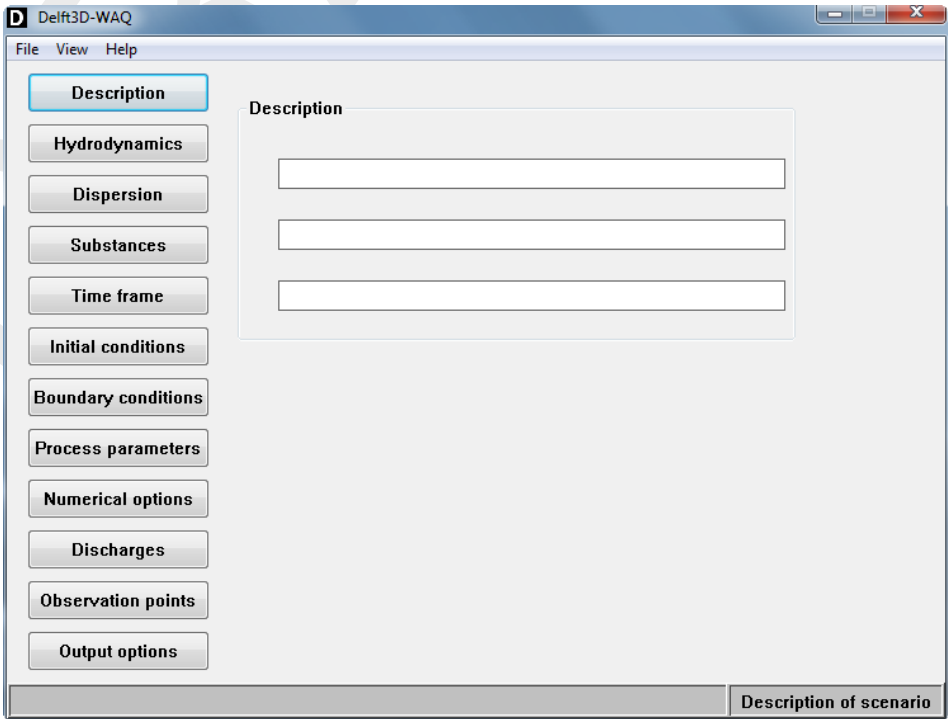 D Delft3D-WAQ
File View Help
Description
Hydrodynamics
Dispersion
Substances
Time frame
Initial conditions
Boundary conditions
Process parameters
Numerical options
Discharges
Observation points
Output options
Description
Description of scenario